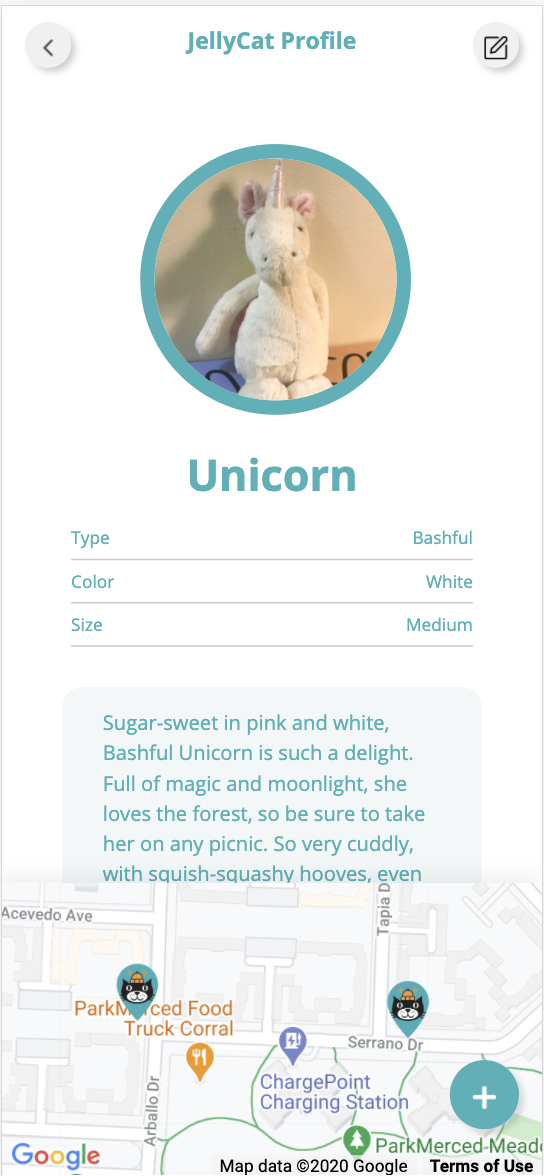 JellyCat Profile
Unicorn
Type Bashful
Color White
Size Medium
Sugar-sweet in pink and white,
Bashful Unicorn is such a delight.
Full of magic and moonlight, she
loves the forest, so be sure to take
her on any picnic. So very cuddly,
with squish-squashy hooves, even
Acevedo Ave
Tapia D
ParkMerced Food
Truck Corral
Serrano Dr
Arballo Dr
ChargePoint
Charging Station
ParkMerced Mead
Google
Map data ©2020 Google Terms of Use